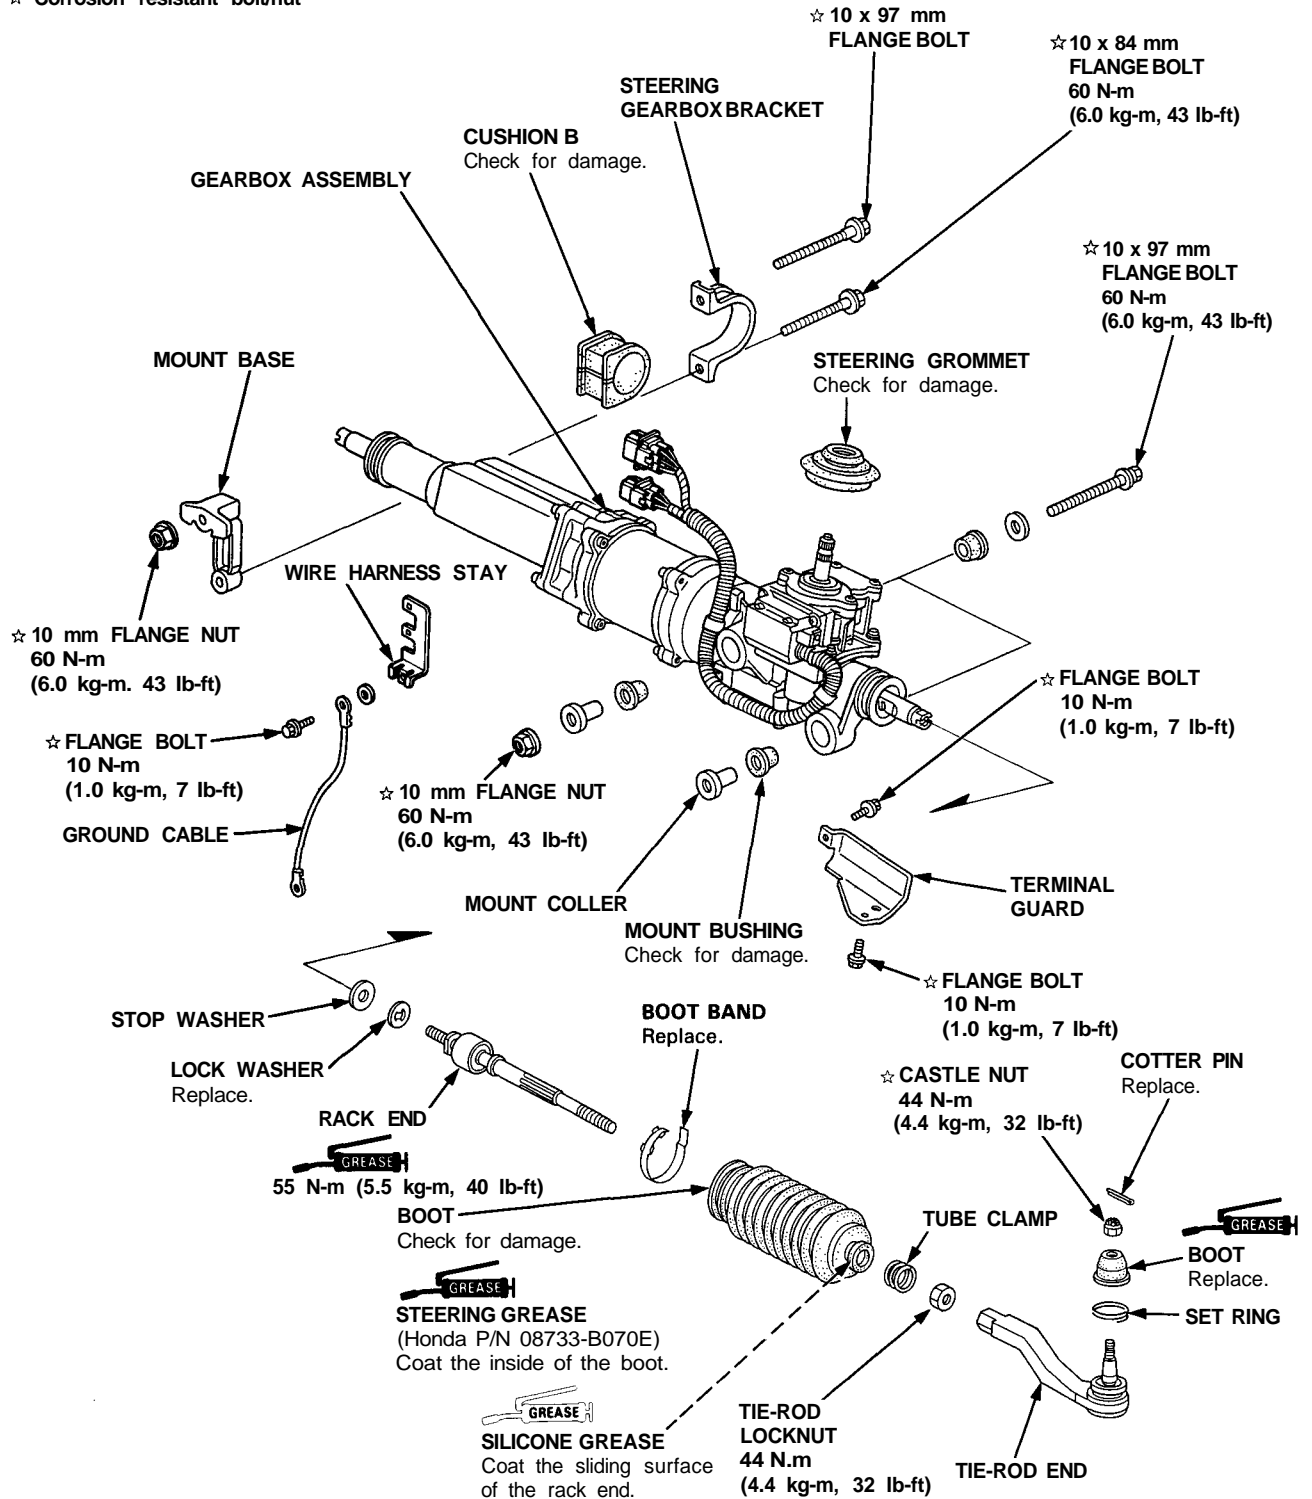 ☆ Corrosion resistant bolt/nut
☆ 10 x 97 mm
FLANGE BOLT
☆ 10 x 84 mm
FLANGE BOLT
60 N-m
(6.0 kg-m, 43 lb-ft)
STEERING
GEARBOX BRACKET
CUSHION B
Check for damage.
GEARBOX ASSEMBLY
☆ 10 x 97 mm
FLANGE BOLT
60 N-m
(6.0 kg-m, 43 lb-ft)
MOUNT BASE
STEERING GROMMET
Check for damage.
WIRE HARNESS STAY
☆ 10 mm FLANGE NUT
60 N-m
(6.0 kg-m. 43 lb-ft)
☆ FLANGE BOLT
10 N-m
(1.0 kg-m, 7 lb-ft)
☆ FLANGE BOLT
10 N-m
(1.0 kg-m, 7 lb-ft)
☆ 10 mm FLANGE NUT
60 N-m
(6.0 kg-m, 43 lb-ft)
GROUND CABLE
MOUNT COLLER
TERMINAL
GUARD
MOUNT BUSHING
Check for damage.
☆ FLANGE BOLT
10 N-m
(1.0 kg-m, 7 lb-ft)
STOP WASHER
BOOT BAND
Replace.
LOCK WASHER
Replace.
COTTER PIN
Replace.
☆ CASTLE NUT
44 N-m
(4.4 kg-m, 32 lb-ft)
RACK END
GREASE
55 N-m (5.5 kg-m, 40 lb-ft)
BOOT
Check for damage.
TUBE CLAMP
GREASE
BOOT
Replace.
GREASE
STEERING GREASE
(Honda P/N 08733-B070E)
Coat the inside of the boot.
SET RING
GREASE
SILICONE GREASE
Coat the sliding surface
of the rack end.
TIE-ROD
LOCKNUT
44 N.m
(4.4 kg-m, 32 lb-ft)
TIE-ROD END